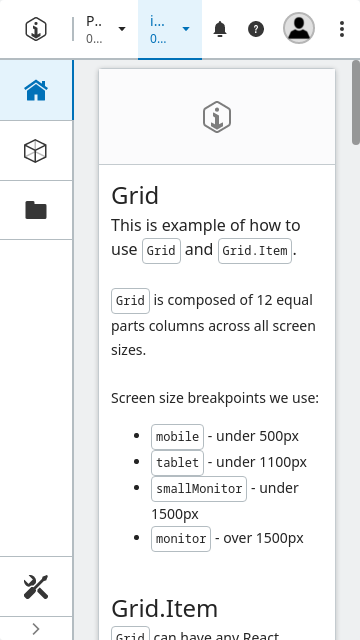 P..
0...
i...
0...
Grid
This is example of how to
use Grid and Grid.Item.
Grid is composed of 12 equal
parts columns across all screen
sizes.
Screen size breakpoints we use:
• mobile - under 500px
• tablet - under 1100px
• smallMonitor - under
1500px
• monitor - over 1500px
Grid.Item
Grid can have any React